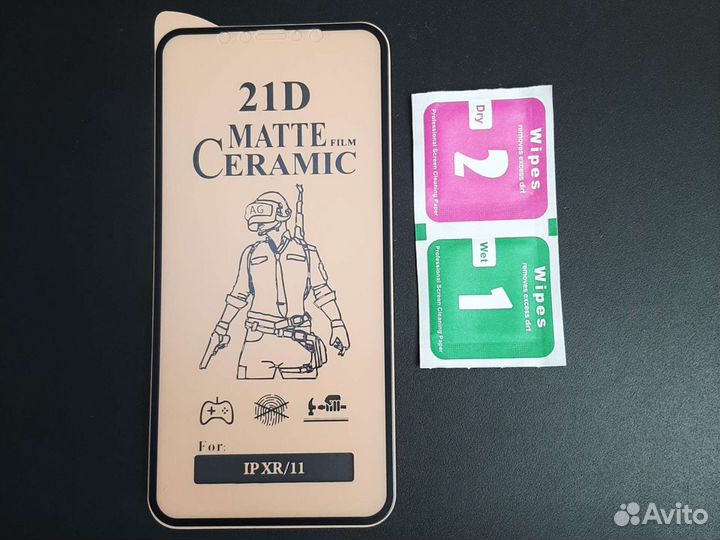 21D
MATTE FILM
CERAMIC
AG
For:
IP XR/11
Dry
2
Wipes
removes excess dirt
Professional Screen Cleaning Paper
Wet
1
Wipes
removes excess dirt
Professional Screen Cleaning Paper
Avito